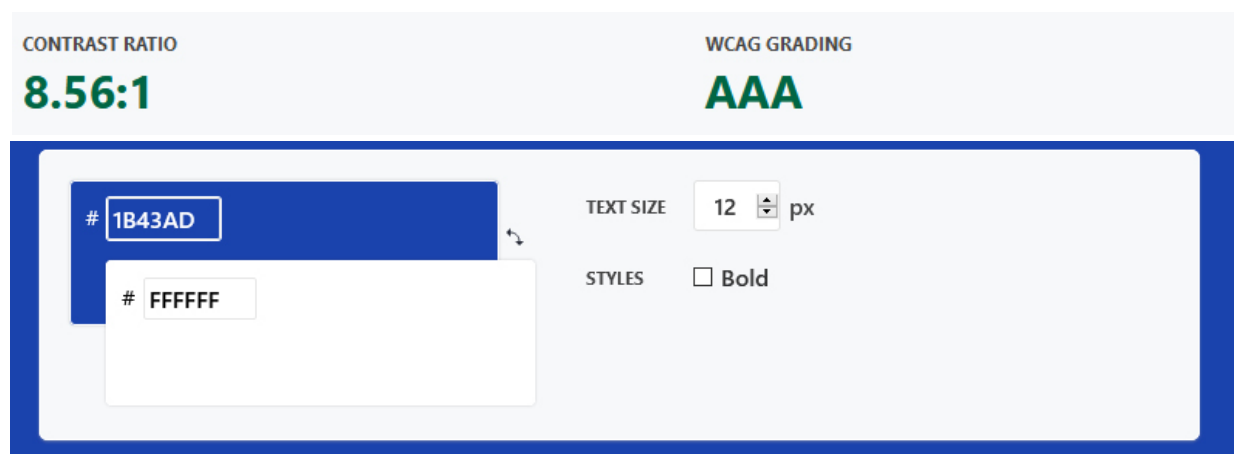 CONTRAST RATIO
WCAG GRADING
8.56:1
AAA
# 1B43AD
TEXT SIZE 12 px
# FFFFFF
STYLES Bold